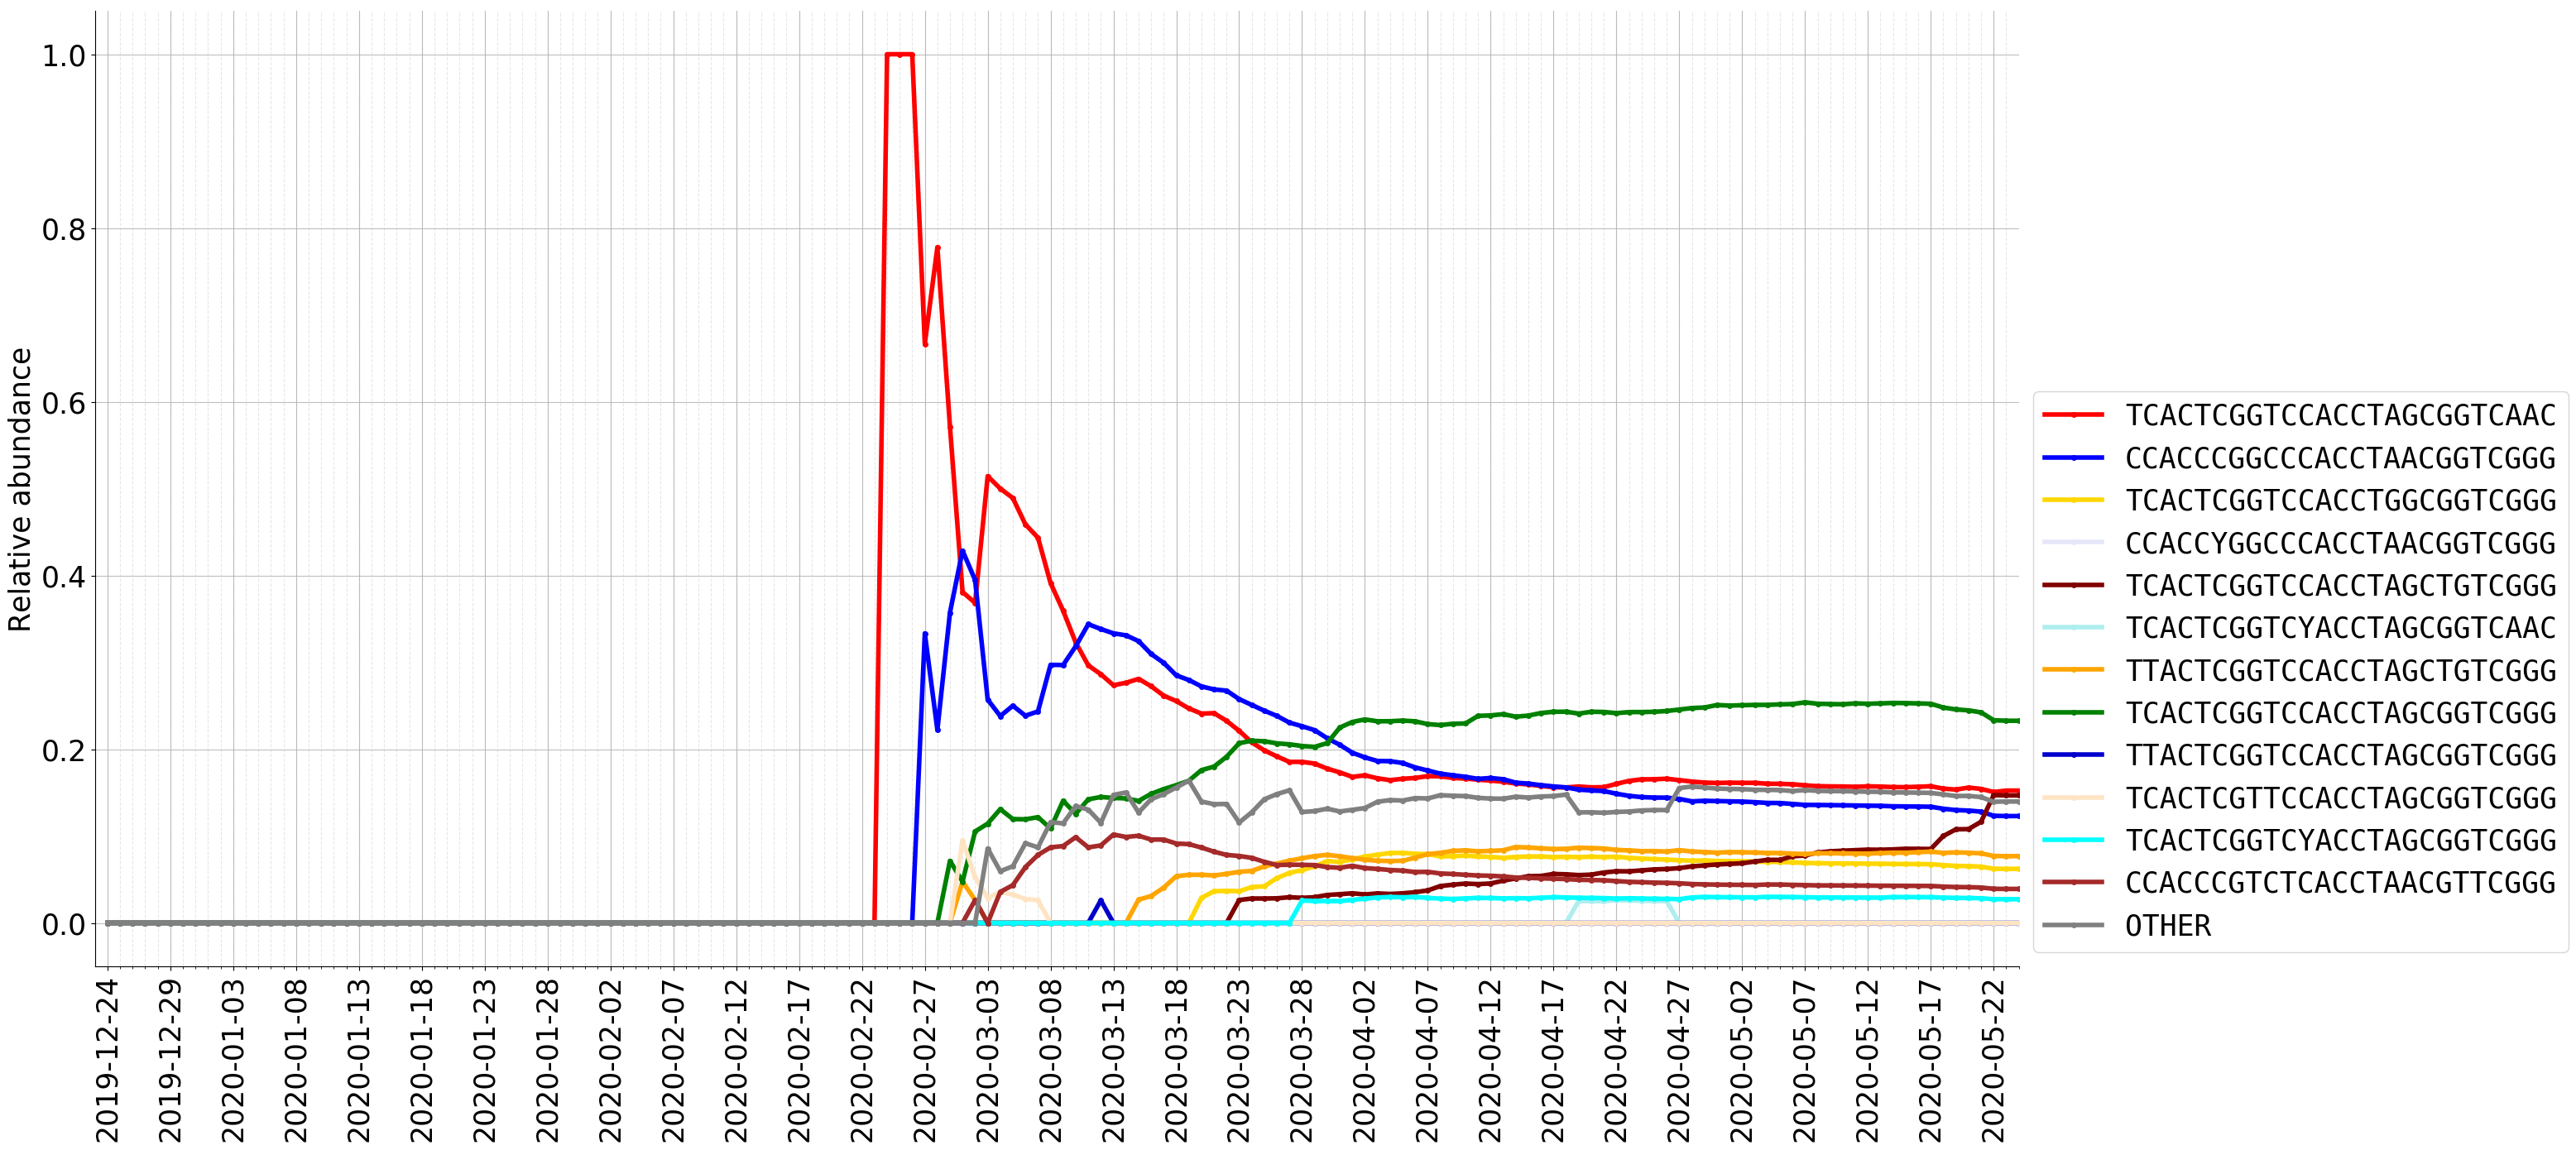 Relative abundance
1.0
0.8
0.6
0.4
0.2
0.0
2019-12-24
2019-12-29
2020-01-03
2020-01-08
2020-01-13
2020-01-18
2020-01-23
2020-01-28
2020-02-02
2020-02-07
2020-02-12
2020-02-17
2020-02-22
2020-02-27
2020-03-03
2020-03-08
2020-03-13
2020-03-18
2020-03-23
2020-03-28
2020-04-02
2020-04-07
2020-04-12
2020-04-17
2020-04-22
2020-04-27
2020-05-02
2020-05-07
2020-05-12
2020-05-17
2020-05-22
TCACTCGGTCCACCTAGCGGTCAAC
CCACCCGGCCCACCTAACGGTCGGG
TCACTCGGTCCACCTGGCGGTCGGG
CCACCYGGCCCACCTAACGGTCGGG
TCACTCGGTCCACCTAGCTGTCGGG
TCACTCGGTCYACCTAGCGGTCAAC
TTACTCGGTCCACCTAGCTGTCGGG
TCACTCGGTCCACCTAGCGGTCGGG
TTACTCGGTCCACCTAGCGGTCGGG
TCACTCGTTCCACCTAGCGGTCGGG
TCACTCGGTCYACCTAGCGGTCGGG
CCACCCGTCTCACCTAACGTTCGGG
OTHER